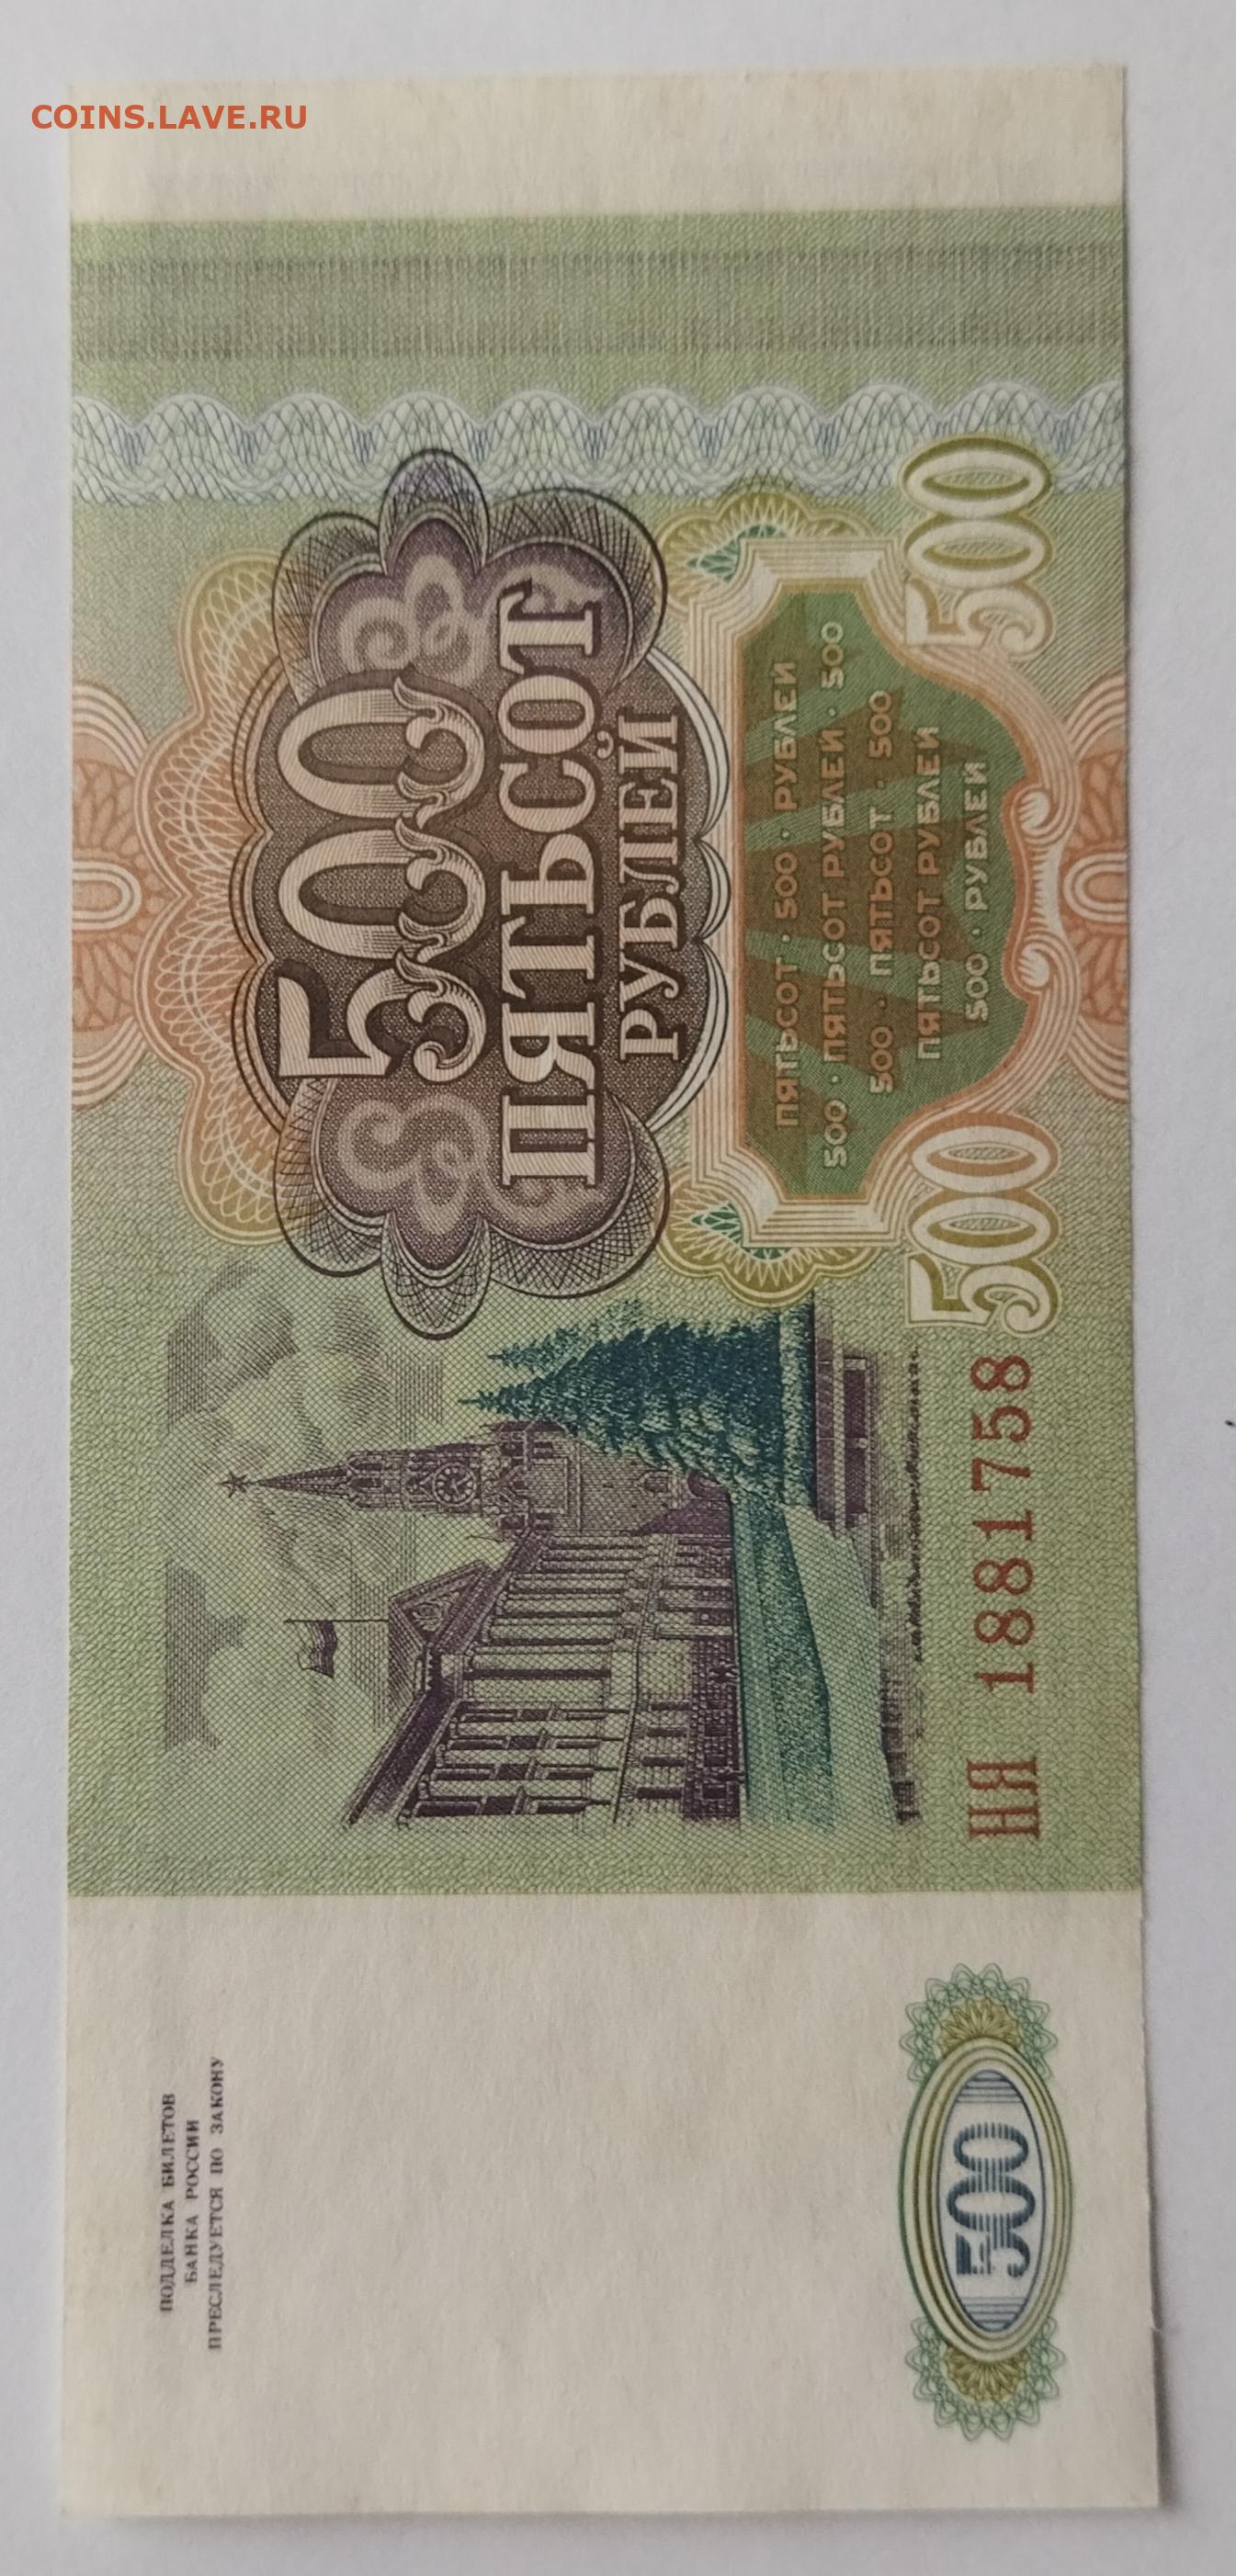 COINS.LAVE.RU
ПОДДЕЛКА БИЛЕТОВ
БАНКА РОССИИ
ПРЕСЛЕДУЕТСЯ ПО ЗАКОНУ
500
ПЯТЬСОТ
РУБЛЕЙ
ПЯТЬСОТ · 500 · РУБЛЕЙ
500 · ПЯТЬСОТ РУБЛЕЙ · 500
500 · ПЯТЬСОТ · 500
ПЯТЬСОТ РУБЛЕЙ
500 · РУБЛЕЙ
500
НЯ 1881758
500
500